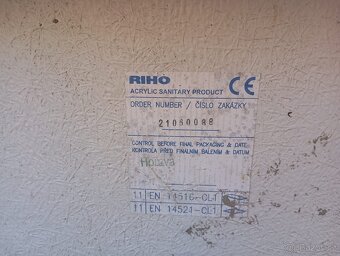 RIHO
ACRYLIC SANITARY PRODUCT CE
ORDER NUMBER / ČÍSLO ZAKÁZKY
21060088
CONTROL BEFORE FINAL PACKAGING & DATE
KONTROLA PŘED FINÁLNÍM BALENÍM & DATUM
11 EN 14516-CL1
11 EN 14521-CL1